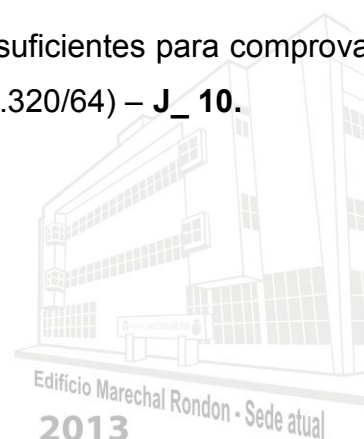 suficientes para comprova
.320/64) – J_ 10.
Edifício Marechal Rondon - Sede atual
2013